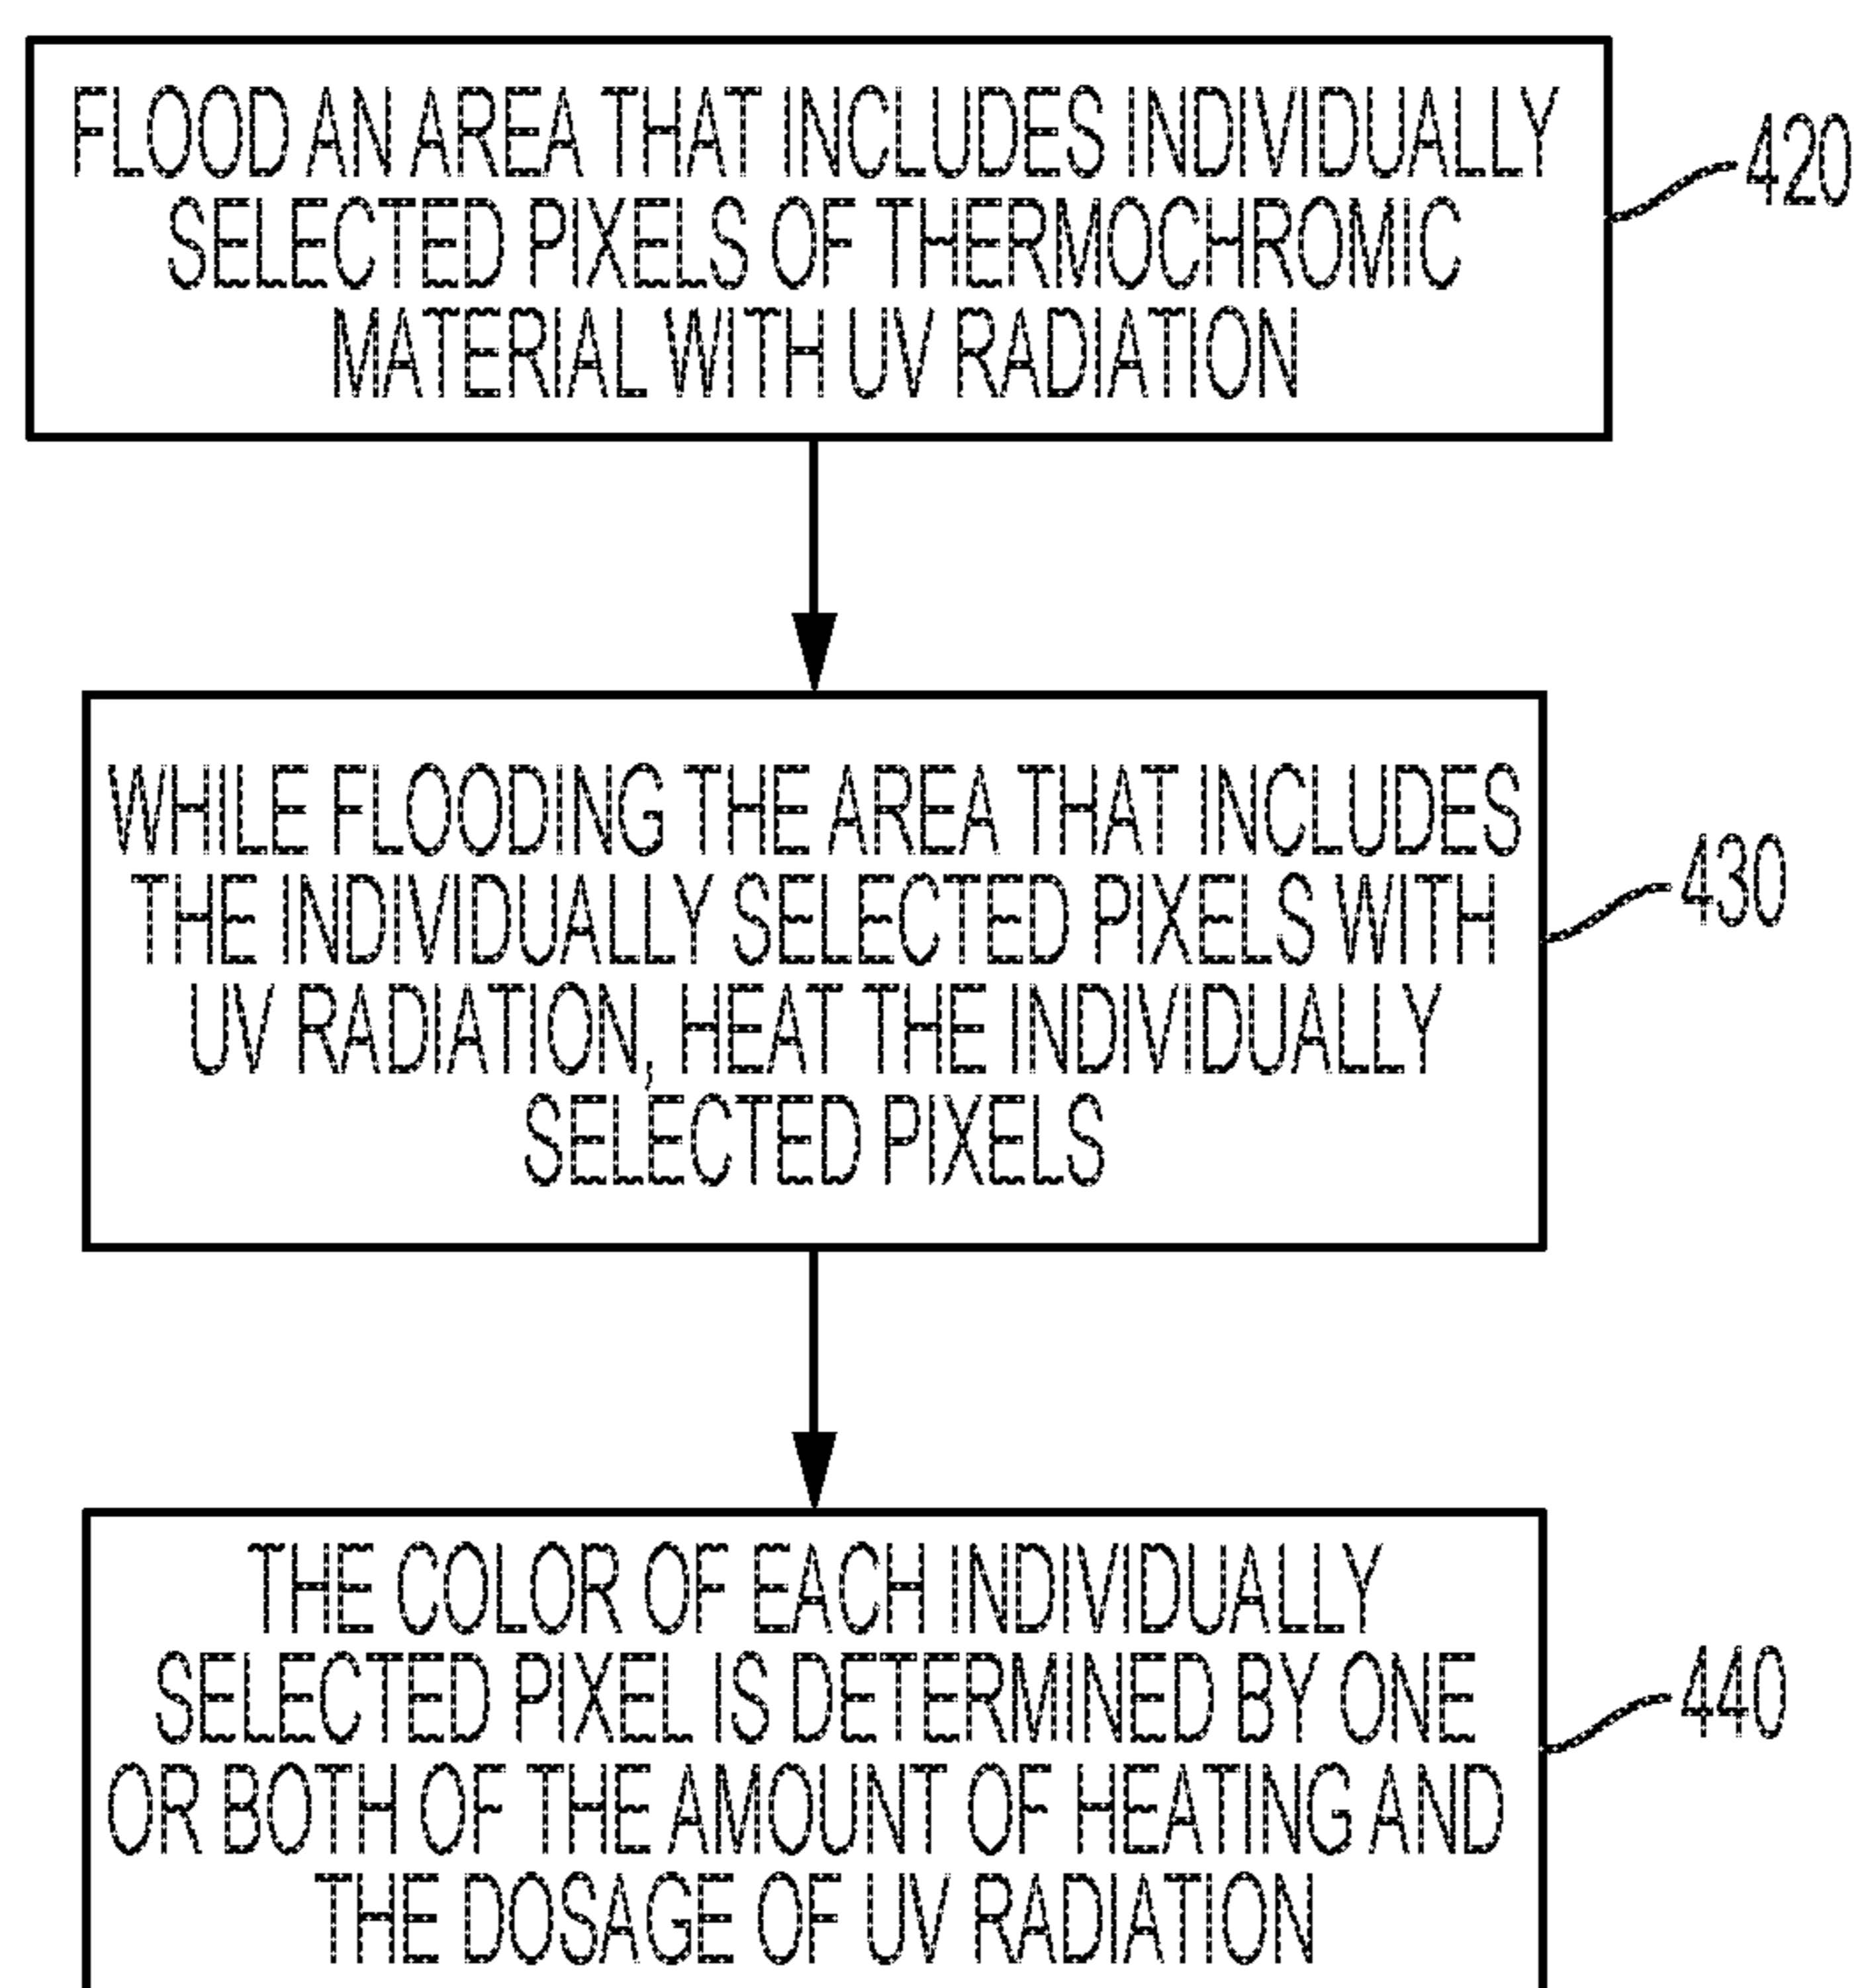 FLOOD AN AREA THAT INCLUDES INDIVIDUALLY
SELECTED PIXELS OF THERMOCHROMIC
MATERIAL WITH UV RADIATION
420
WHILE FLOODING THE AREA THAT INCLUDES
THE INDIVIDUALLY SELECTED PIXELS WITH
UV RADIATION, HEAT THE INDIVIDUALLY
SELECTED PIXELS
430
THE COLOR OF EACH INDIVIDUALLY
SELECTED PIXEL IS DETERMINED BY ONE
OR BOTH OF THE AMOUNT OF HEATING AND
THE DOSAGE OF UV RADIATION
440